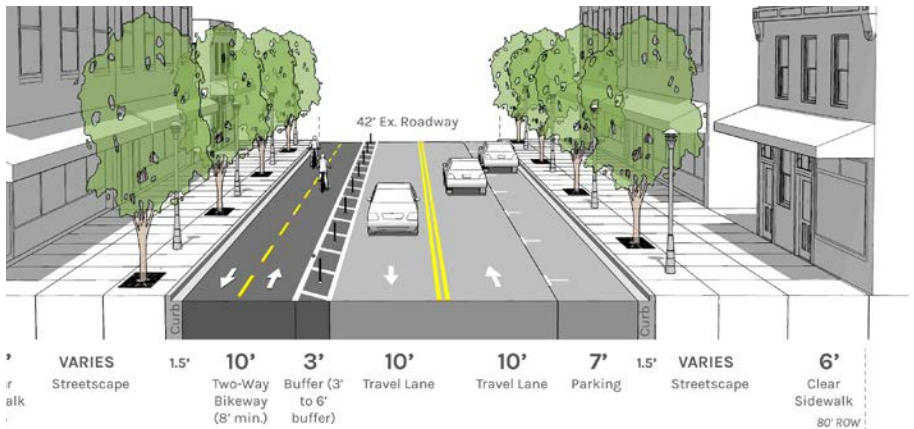 42' Ex. Roadway
Curb
Curb
VARIES
Streetscape
1.5'
10'
Two-Way
Bikeway
(8' min.)
3'
Buffer (3'
to 6'
buffer)
10'
Travel Lane
10'
Travel Lane
7'
Parking
1.5'
VARIES
Streetscape
6'
Clear
Sidewalk
80' ROW